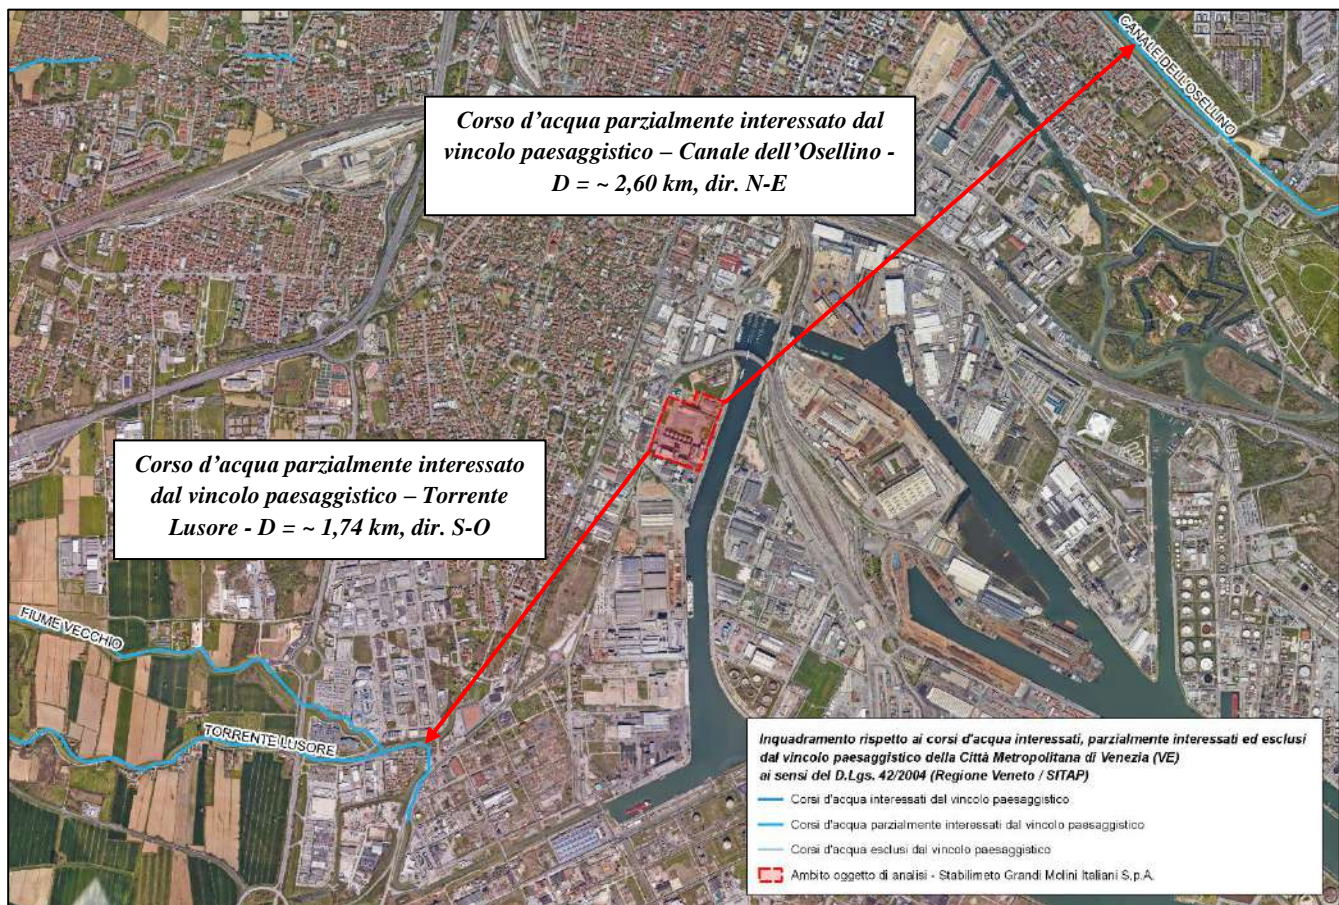 CANALE DELL'OSELLINO
Corso d'acqua parzialmente interessato dal
vincolo paesaggistico – Canale dell'Osellino -
D = ~ 2,60 km, dir. N-E
Corso d'acqua parzialmente interessato
dal vincolo paesaggistico – Torrente
Lusore - D = ~ 1,74 km, dir. S-O
FIUME VECCHIO
TORRENTE LUSORE
Inquadramento rispetto ai corsi d'acqua interessati, parzialmente interessati ed esclusi
dal vincolo paesaggistico della Città Metropolitana di Venezia (VE)
ai sensi del D.Lgs. 42/2004 (Regione Veneto / SITAP)
Corsi d'acqua interessati dal vincolo paesaggistico
Corsi d'acqua parzialmente interessati dal vincolo paesaggistico
Corsi d'acqua esclusi dal vincolo paesaggistico
Ambito oggetto di analisi - Stabilimeto Grandi Molini Italiani S.p.A.